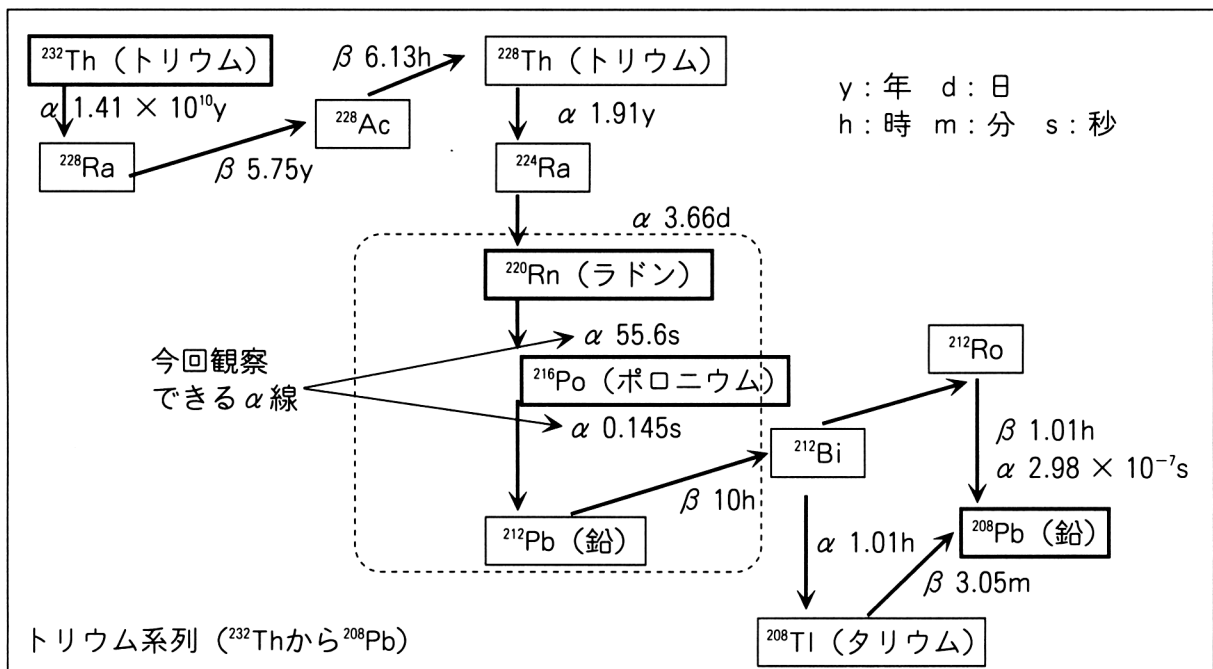 ²³²Th（トリウム）
α 1.41 × 10¹⁰y
²²⁸Ra
β 5.75y
²²⁸Ac
β 6.13h
²²⁸Th（トリウム）
α 1.91y
²²⁴Ra
α 3.66d
y：年　d：日
h：時　m：分　s：秒
²²⁰Rn（ラドン）
α 55.6s
今回観察
できるα線
²¹⁶Po（ポロニウム）
α 0.145s
²¹²Pb（鉛）
β 10h
²¹²Bi
²¹²Ro
β 1.01h
α 2.98 × 10⁻⁷s
²⁰⁸Pb（鉛）
α 1.01h
β 3.05m
²⁰⁸Tl（タリウム）
トリウム系列（²³²Thから²⁰⁸Pb）